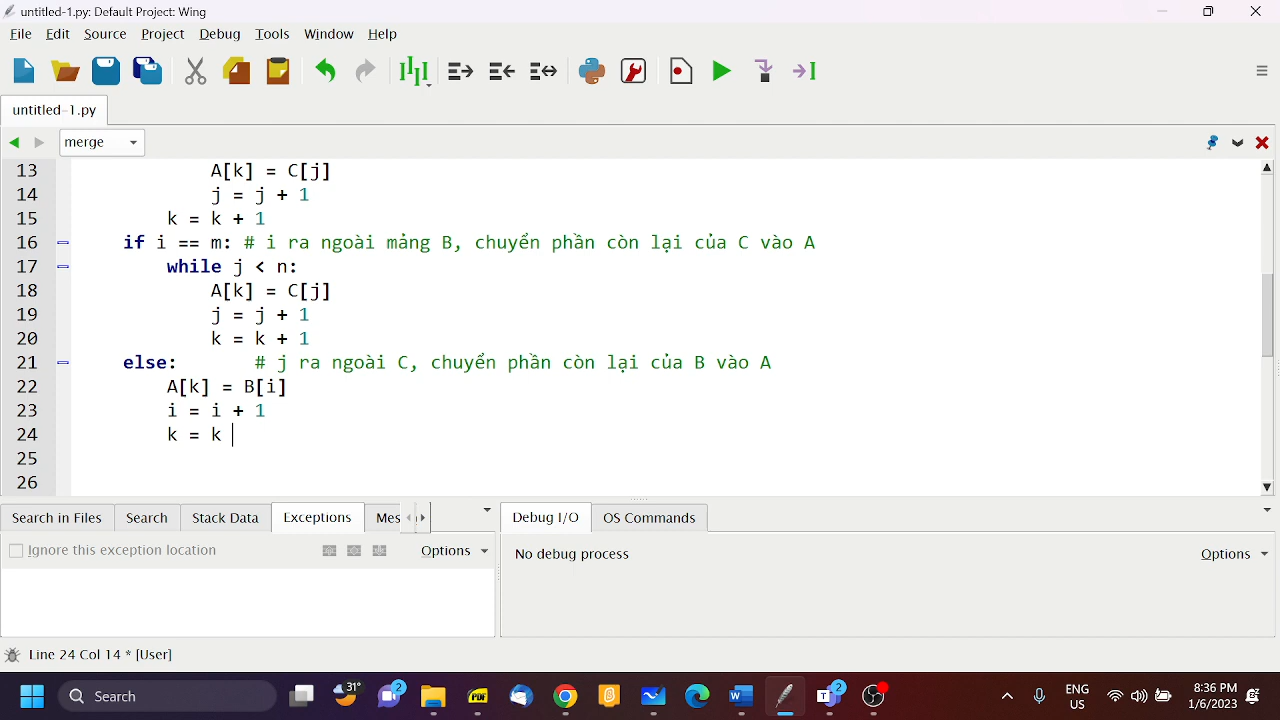 untitled-1.py: Default Project: Wing
File Edit Source Project Debug Tools Window Help
untitled-1.py
merge
13 A[k] = C[j]
14 j = j + 1
15 k = k + 1
16 if i == m: # i ra ngoài mảng B, chuyển phần còn lại của C vào A
17 while j < n:
18 A[k] = C[j]
19 j = j + 1
20 k = k + 1
21 else: # j ra ngoài C, chuyển phần còn lại của B vào A
22 A[k] = B[i]
23 i = i + 1
24 k = k
25
26
Search in Files Search Stack Data Exceptions Mes Debug I/O OS Commands
Ignore this exception location Options No debug process Options
Line 24 Col 14 * [User]
Search 31° 2 PDF 2 ENG US 8:36 PM 1/6/2023